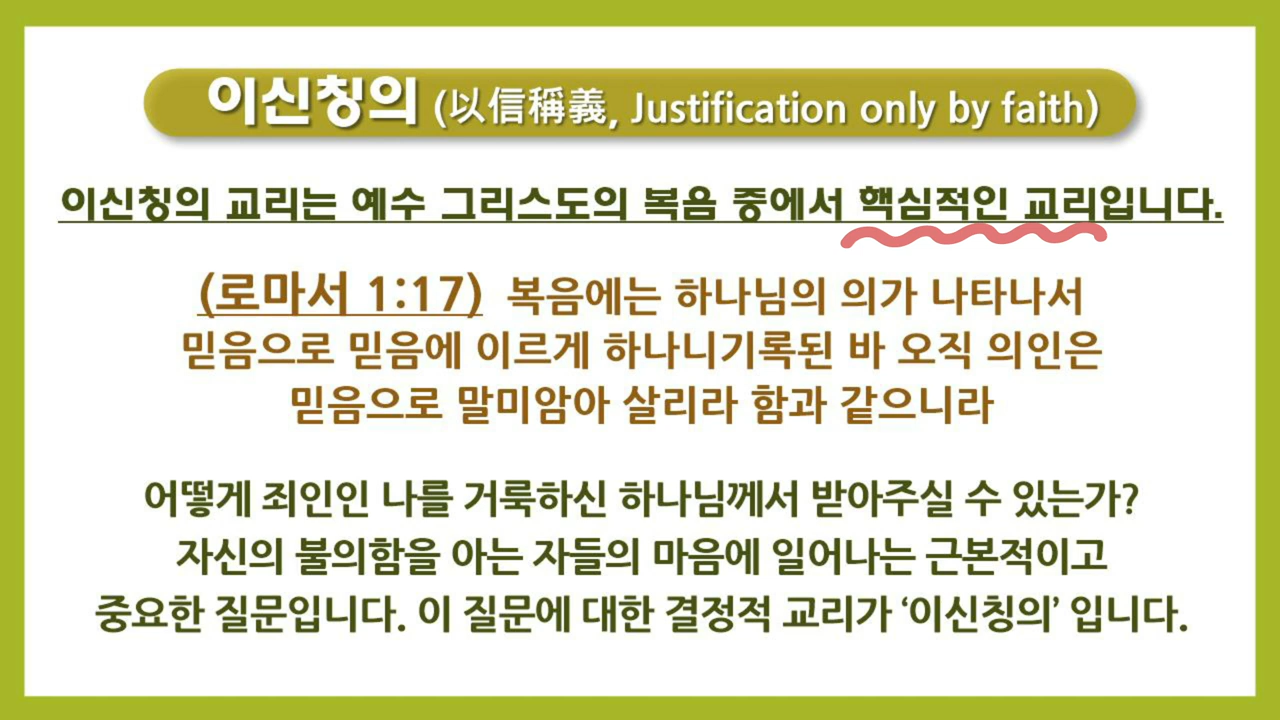 이신칭의 (以信稱義, Justification only by faith)
이신칭의 교리는 예수 그리스도의 복음 중에서 핵심적인 교리입니다.
(로마서 1:17) 복음에는 하나님의 의가 나타나서
믿음으로 믿음에 이르게 하나니기록된 바 오직 의인은
믿음으로 말미암아 살리라 함과 같으니라
어떻게 죄인인 나를 거룩하신 하나님께서 받아주실 수 있는가?
자신의 불의함을 아는 자들의 마음에 일어나는 근본적이고
중요한 질문입니다. 이 질문에 대한 결정적 교리가 ‘이신칭의’ 입니다.